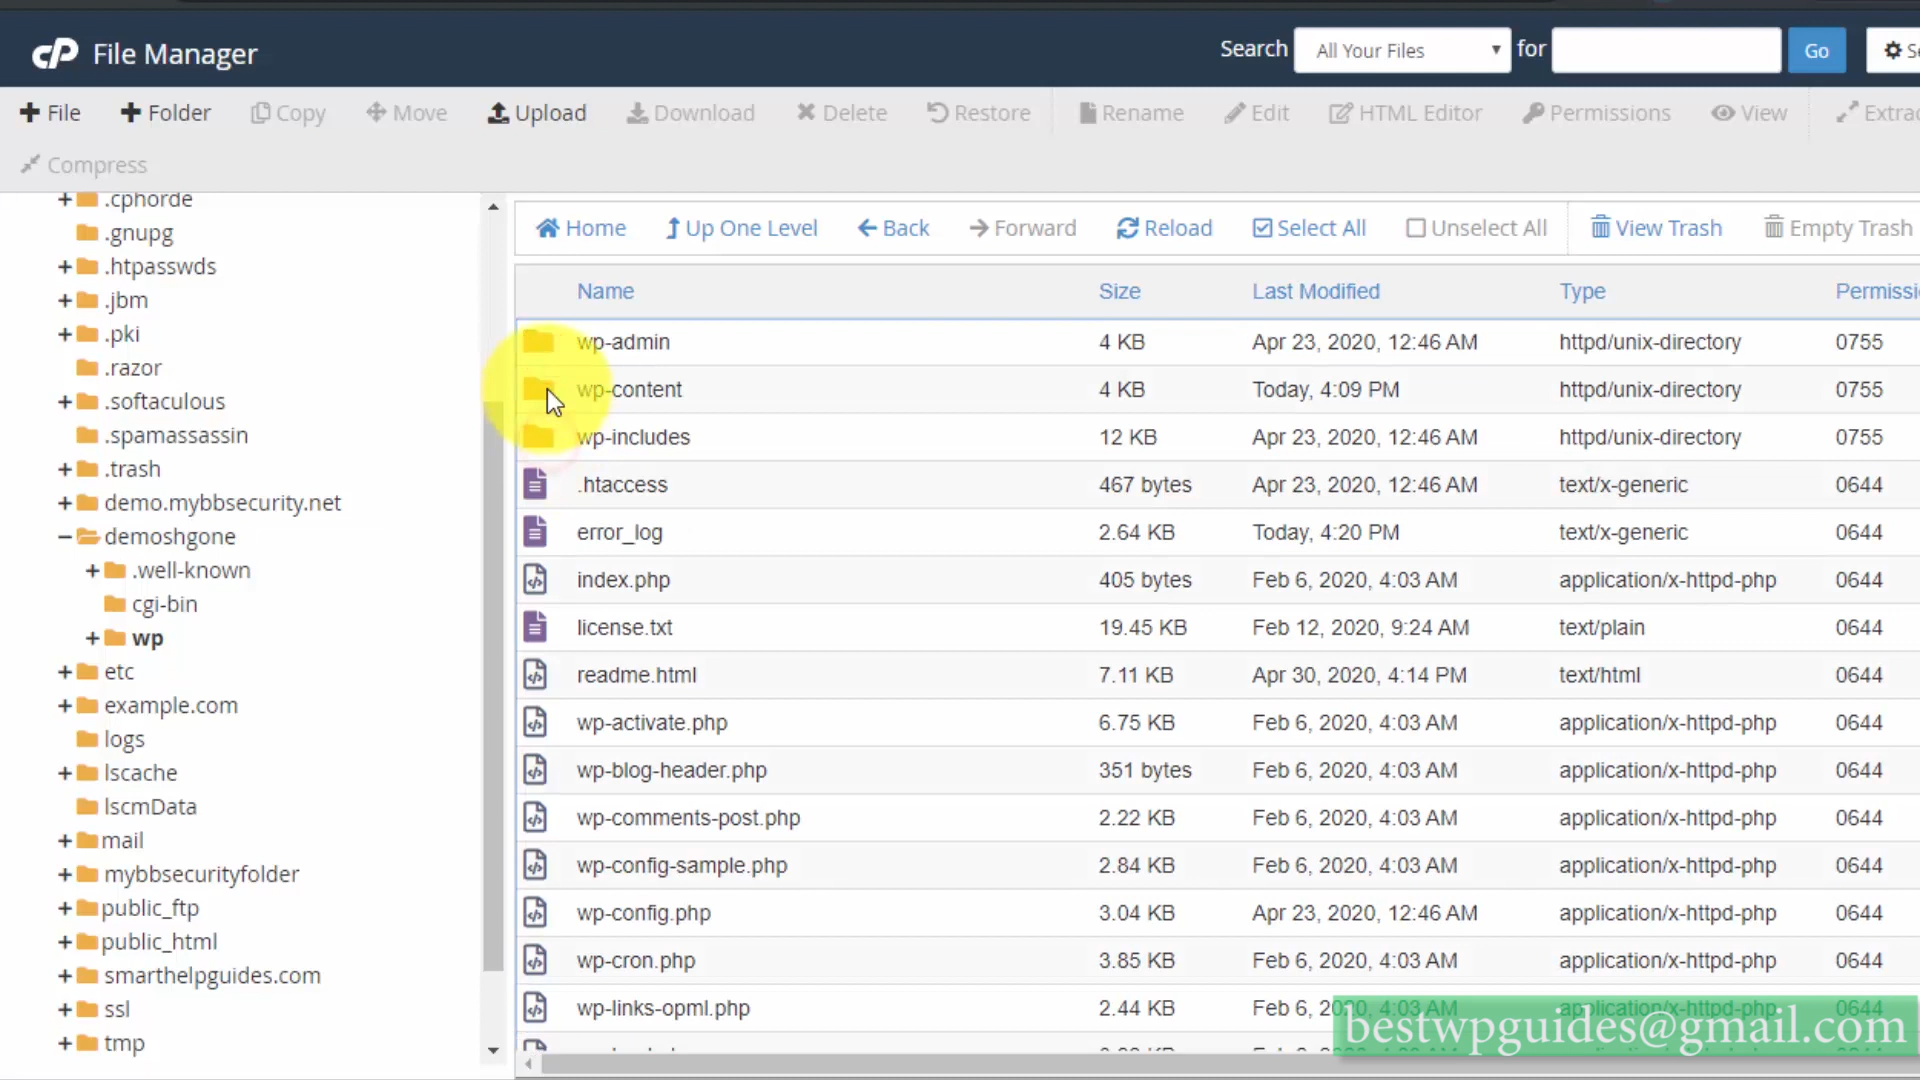 cP File Manager
Search All Your Files for Go
File Folder Copy Move Upload Download Delete Restore Rename Edit HTML Editor Permissions View
Compress
.cphorde
.gnupg
.htpasswds
.jbm
.pki
.razor
.softaculous
.spamassassin
.trash
demo.mybbsecurity.net
demoshgone
.well-known
cgi-bin
wp
etc
example.com
logs
lscache
lscmData
mail
mybbsecurityfolder
public_ftp
public_html
smarthelpguides.com
ssl
tmp
Home Up One Level Back Forward Reload Select All Unselect All View Trash Empty Trash
Name Size Last Modified Type
wp-admin 4 KB Apr 23, 2020, 12:46 AM httpd/unix-directory 0755
wp-content 4 KB Today, 4:09 PM httpd/unix-directory 0755
wp-includes 12 KB Apr 23, 2020, 12:46 AM httpd/unix-directory 0755
.htaccess 467 bytes Apr 23, 2020, 12:46 AM text/x-generic 0644
error_log 2.64 KB Today, 4:20 PM text/x-generic 0644
index.php 405 bytes Feb 6, 2020, 4:03 AM application/x-httpd-php 0644
license.txt 19.45 KB Feb 12, 2020, 9:24 AM text/plain 0644
readme.html 7.11 KB Apr 30, 2020, 4:14 PM text/html 0644
wp-activate.php 6.75 KB Feb 6, 2020, 4:03 AM application/x-httpd-php 0644
wp-blog-header.php 351 bytes Feb 6, 2020, 4:03 AM application/x-httpd-php 0644
wp-comments-post.php 2.22 KB Feb 6, 2020, 4:03 AM application/x-httpd-php 0644
wp-config-sample.php 2.84 KB Feb 6, 2020, 4:03 AM application/x-httpd-php 0644
wp-config.php 3.04 KB Apr 23, 2020, 12:46 AM application/x-httpd-php 0644
wp-cron.php 3.85 KB Feb 6, 2020, 4:03 AM application/x-httpd-php 0644
wp-links-opml.php 2.44 KB Feb 6, 2020, 4:03 AM application/x-httpd-php 0644
bestwpguides@gmail.com